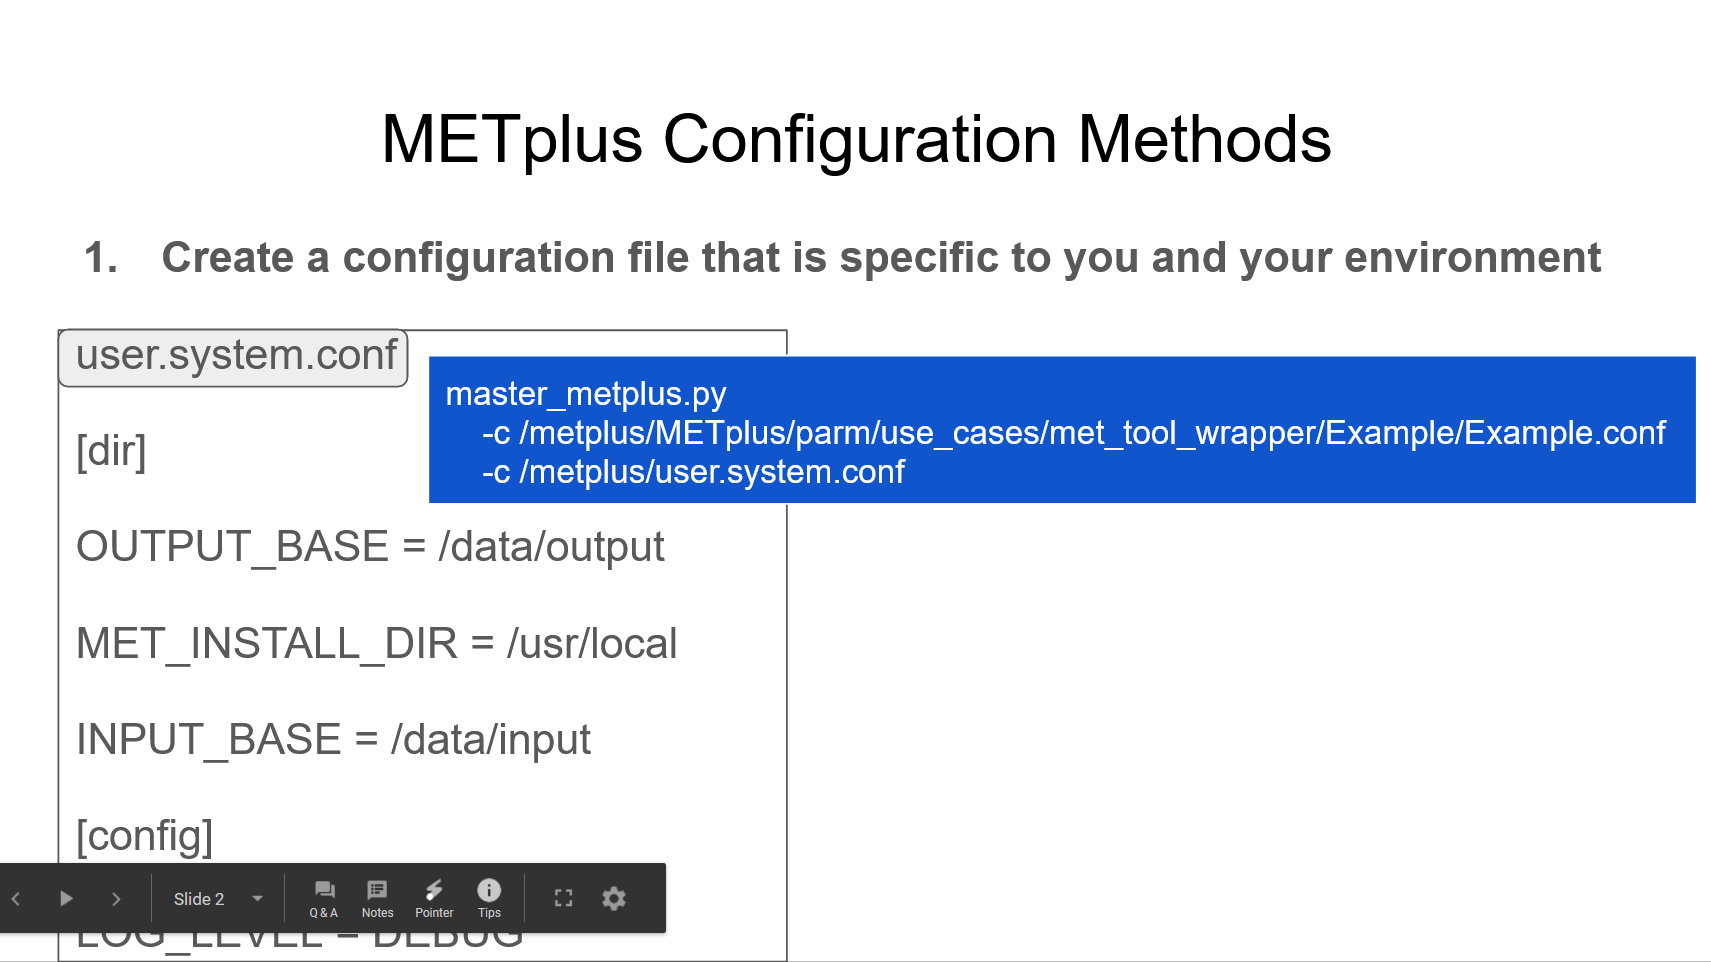 METplus Configuration Methods
1. Create a configuration file that is specific to you and your environment
user.system.conf
master_metplus.py
-c /metplus/METplus/parm/use_cases/met_tool_wrapper/Example/Example.conf
-c /metplus/user.system.conf
[dir]
OUTPUT_BASE = /data/output
MET_INSTALL_DIR = /usr/local
INPUT_BASE = /data/input
[config]
LOG_LEVEL = DEBUG
Slide 2
Q & A
Notes
Pointer
Tips